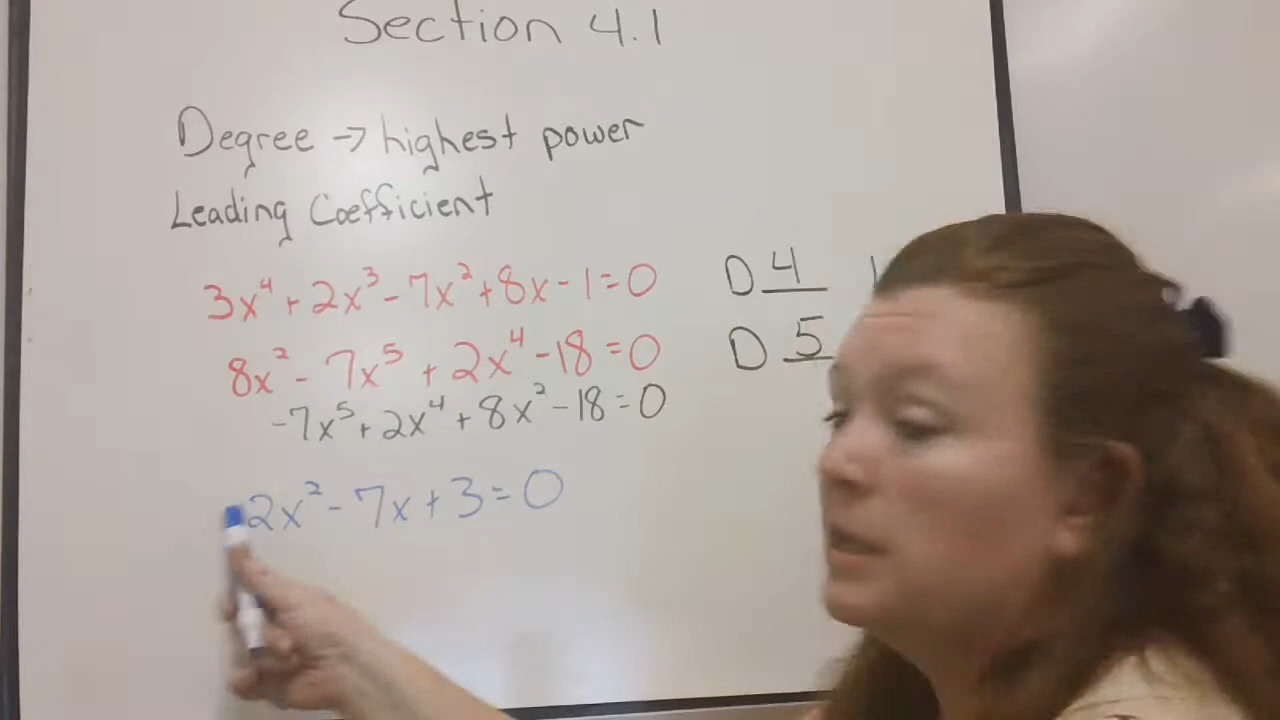 Section 4.1
Degree → highest power
Leading Coefficient
3x⁴ + 2x³ - 7x² + 8x - 1 = 0 D 4
8x² - 7x⁵ + 2x⁴ - 18 = 0 D 5
-7x⁵ + 2x⁴ + 8x² - 18 = 0
2x² - 7x + 3 = 0